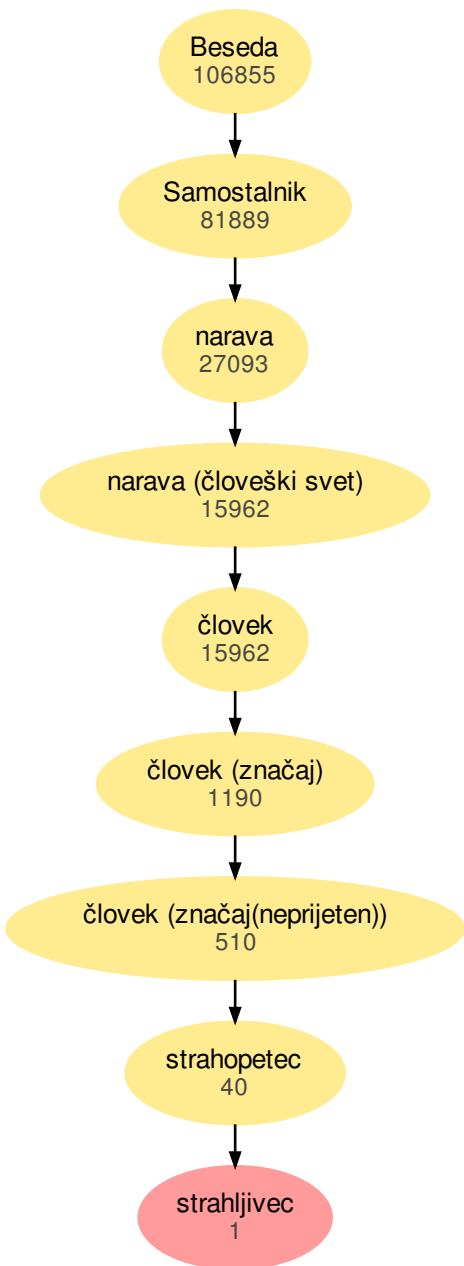 Beseda
106855
Samostalnik
81889
narava
27093
narava (človeški svet)
15962
človek
15962
človek (značaj)
1190
človek (značaj(neprijeten))
510
strahopetec
40
strahljivec
1